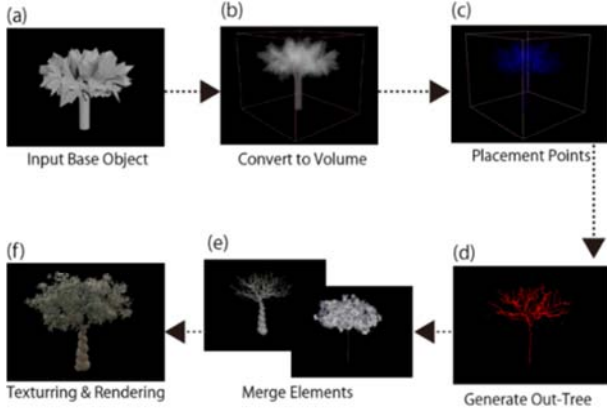 (a)
Input Base Object
(b)
Convert to Volume
(c)
Placement Points
(d)
Generate Out-Tree
(e)
Merge Elements
(f)
Texturring & Rendering